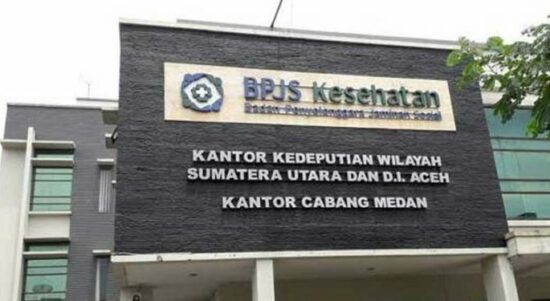 BPJS Kesehatan
Badan Penyelenggara Jaminan Sosial
KANTOR KEDEPUTIAN WILAYAH
SUMATERA UTARA DAN D.I. ACEH
KANTOR CABANG MEDAN